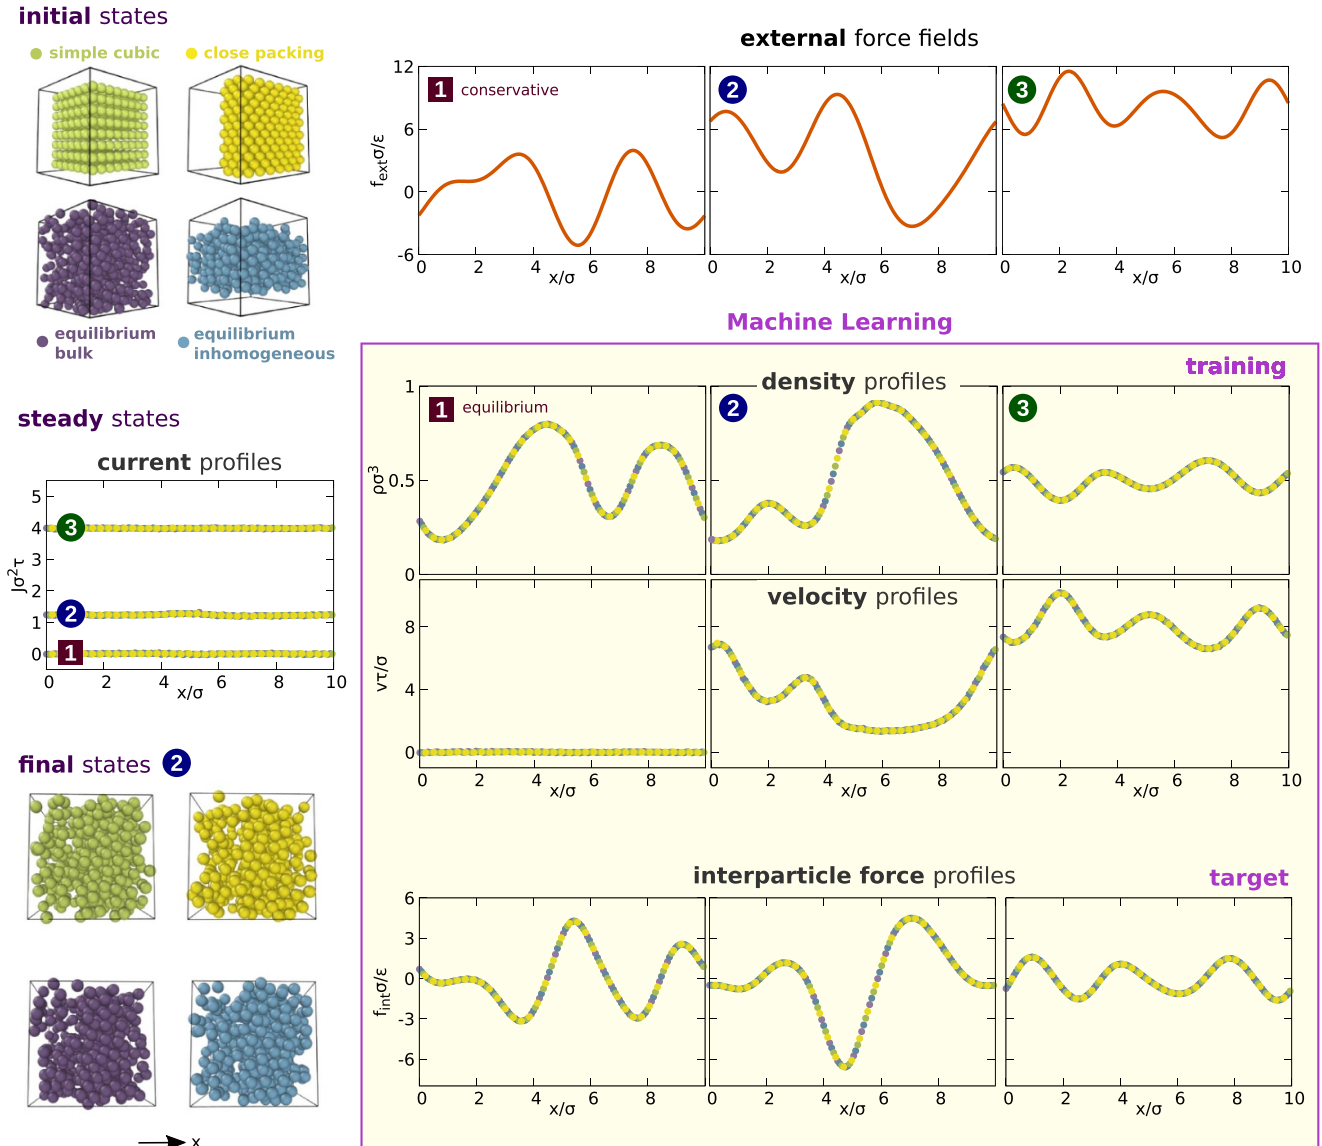 initial states
simple cubic
close packing
equilibrium
bulk
equilibrium
inhomogeneous
external force fields
1 conservative
2
3
f_extσ/ε
12
6
0
-6
0 2 4 6 8
x/σ
0 2 4 6 8
x/σ
0 2 4 6 8 10
x/σ
steady states
current profiles
Jσ²τ
5
4
3
2
1
0
3
2
1
0 2 4 6 8 10
x/σ
final states 2
x
Machine Learning
training
density profiles
1 equilibrium
2
3
ρσ³
1
0.5
0
velocity profiles
vτ/σ
8
4
0
0 2 4 6 8
x/σ
0 2 4 6 8
x/σ
0 2 4 6 8 10
x/σ
interparticle force profiles
target
f_intσ/ε
6
3
0
-3
-6
0 2 4 6 8
x/σ
0 2 4 6 8
x/σ
0 2 4 6 8 10
x/σ